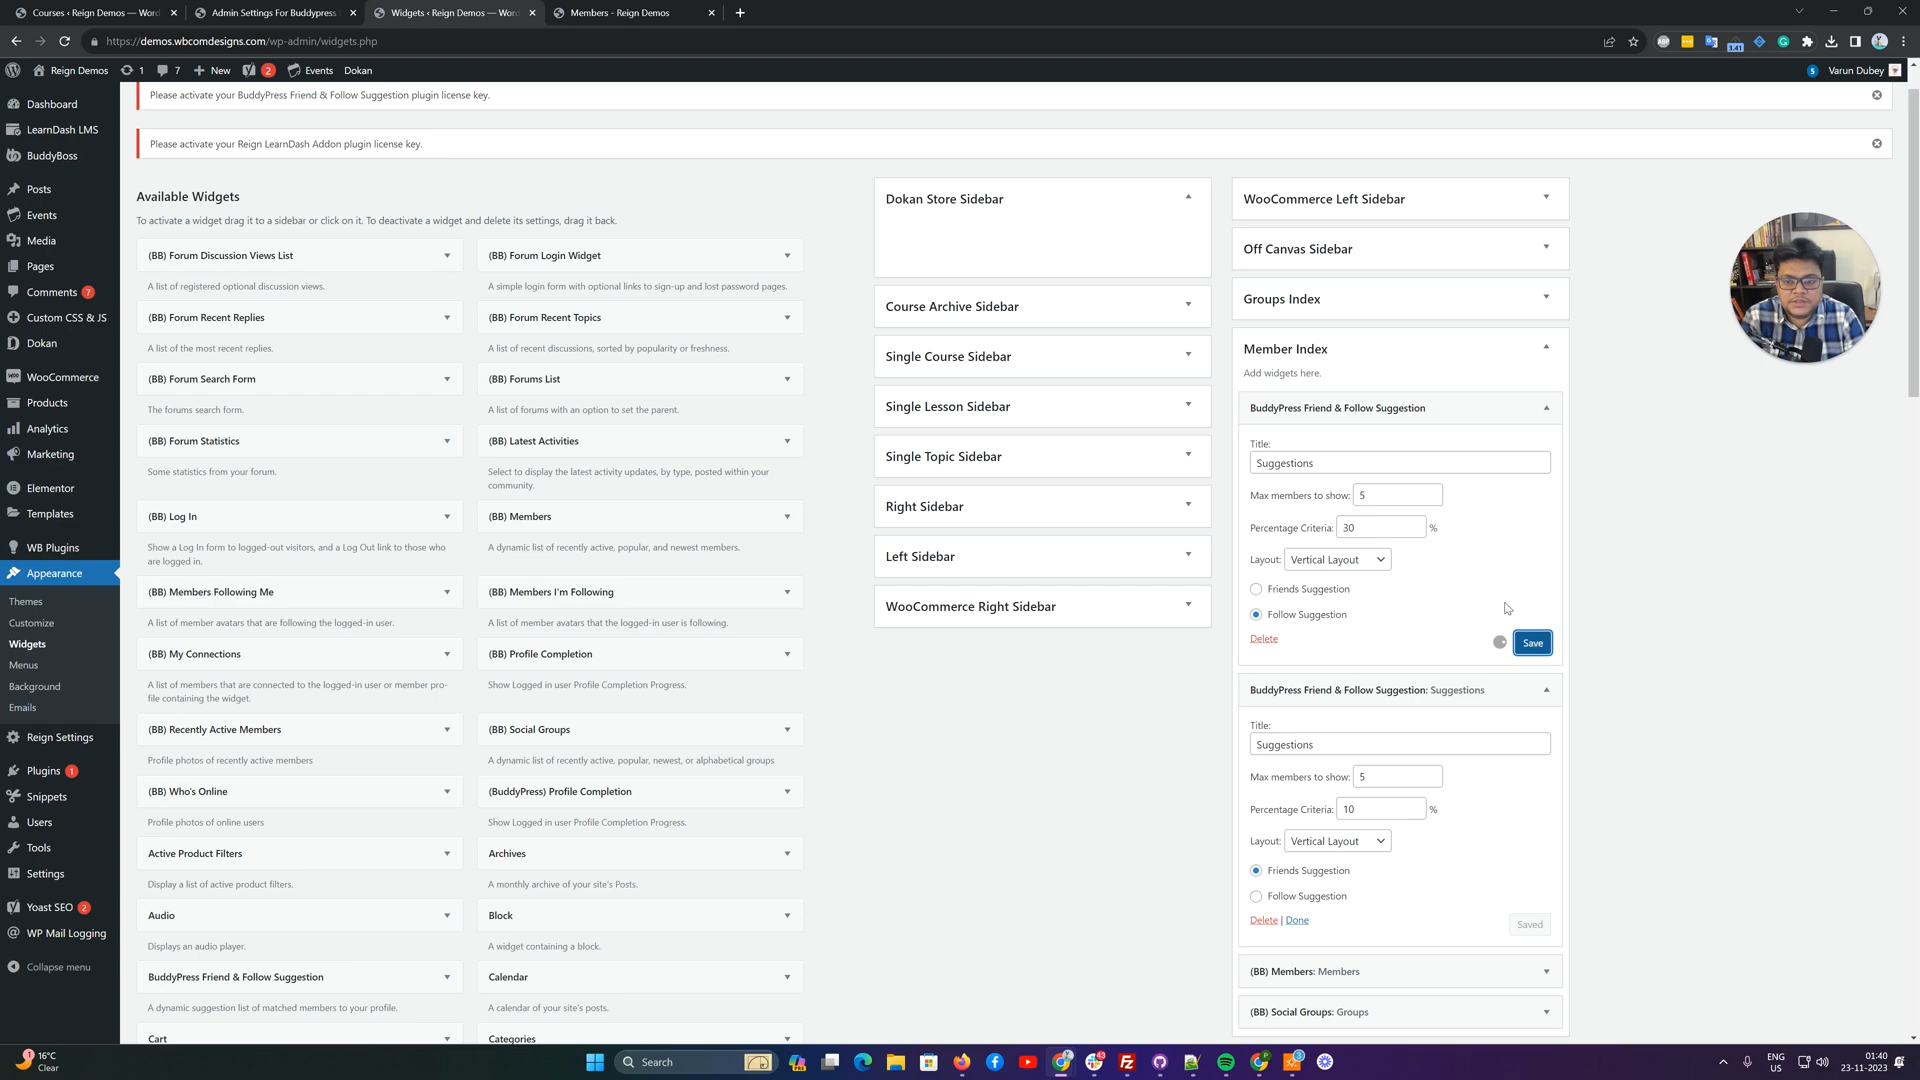 Courses ‹ Reign Demos — Word
Admin Settings For Buddypress
Widgets ‹ Reign Demos — Word
Members - Reign Demos
https://demos.wbcomdesigns.com/wp-admin/widgets.php
3.41
Reign Demos
1
7
New
2
Events
Dokan
5
Varun Dubey
Dashboard
LearnDash LMS
BuddyBoss
Posts
Events
Media
Pages
Comments 7
Custom CSS & JS
Dokan
WooCommerce
Products
Analytics
Marketing
Elementor
Templates
WB Plugins
Appearance
Themes
Customize
Widgets
Menus
Background
Emails
Reign Settings
Plugins 1
Snippets
Users
Tools
Settings
Yoast SEO 2
WP Mail Logging
Collapse menu
Please activate your BuddyPress Friend & Follow Suggestion plugin license key.
Please activate your Reign LearnDash Addon plugin license key.
Available Widgets
To activate a widget drag it to a sidebar or click on it. To deactivate a widget and delete its settings, drag it back.
(BB) Forum Discussion Views List
A list of registered optional discussion views.
(BB) Forum Login Widget
A simple login form with optional links to sign-up and lost password pages.
(BB) Forum Recent Replies
A list of the most recent replies.
(BB) Forum Recent Topics
A list of recent discussions, sorted by popularity or freshness.
(BB) Forum Search Form
The forums search form.
(BB) Forums List
A list of forums with an option to set the parent.
(BB) Forum Statistics
Some statistics from your forum.
(BB) Latest Activities
Select to display the latest activity updates, by type, posted within your
community.
(BB) Log In
Show a Log In form to logged-out visitors, and a Log Out link to those who
are logged in.
(BB) Members
A dynamic list of recently active, popular, and newest members.
(BB) Members Following Me
A list of member avatars that are following the logged-in user.
(BB) Members I'm Following
A list of member avatars that the logged-in user is following.
(BB) My Connections
A list of members that are connected to the logged-in user or member pro-
file containing the widget.
(BB) Profile Completion
Show Logged in user Profile Completion Progress.
(BB) Recently Active Members
Profile photos of recently active members
(BB) Social Groups
A dynamic list of recently active, popular, newest, or alphabetical groups
(BB) Who's Online
Profile photos of online users
(BuddyPress) Profile Completion
Show Logged in user Profile Completion Progress.
Active Product Filters
Display a list of active product filters.
Archives
A monthly archive of your site's Posts.
Audio
Displays an audio player.
Block
A widget containing a block.
BuddyPress Friend & Follow Suggestion
A dynamic suggestion list of matched members to your profile.
Calendar
A calendar of your site's posts.
Cart
Categories
Dokan Store Sidebar
Course Archive Sidebar
Single Course Sidebar
Single Lesson Sidebar
Single Topic Sidebar
Right Sidebar
Left Sidebar
WooCommerce Right Sidebar
WooCommerce Left Sidebar
Off Canvas Sidebar
Groups Index
Member Index
Add widgets here.
BuddyPress Friend & Follow Suggestion
Title:
Suggestions
Max members to show: 5
Percentage Criteria: 30 %
Layout: Vertical Layout
Friends Suggestion
Follow Suggestion
Delete
Save
BuddyPress Friend & Follow Suggestion: Suggestions
Title:
Suggestions
Max members to show: 5
Percentage Criteria: 10 %
Layout: Vertical Layout
Friends Suggestion
Follow Suggestion
Delete | Done
Saved
(BB) Members: Members
(BB) Social Groups: Groups
1
16°C
Clear
Search
43
3
ENG
US
01:40
23-11-2023